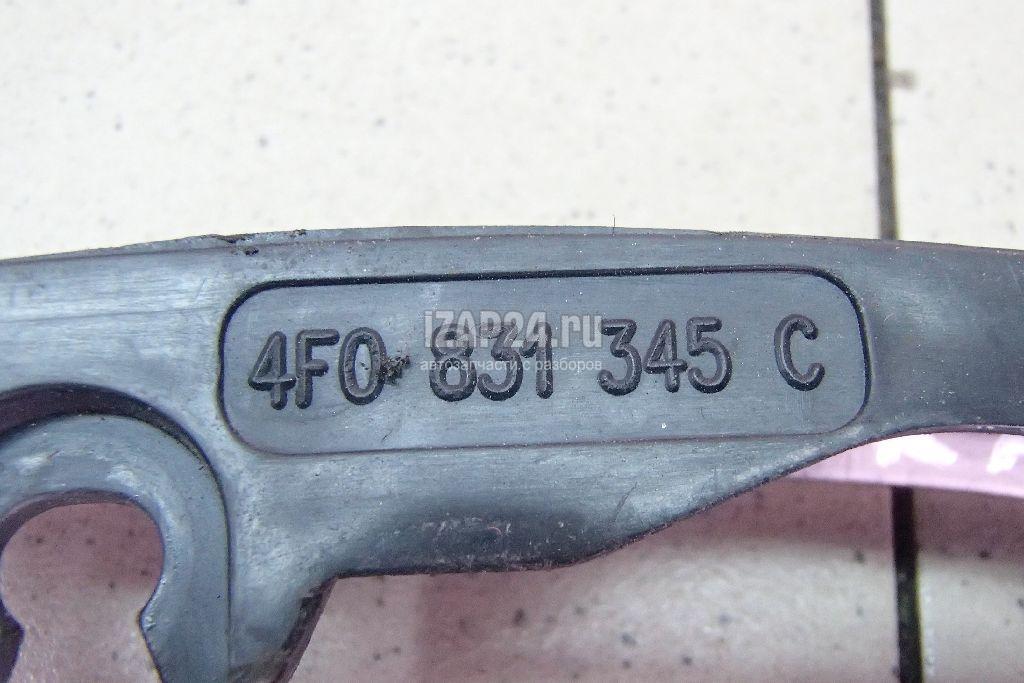 iZAP24.ru
автозапчасти с разборов
4F0 831 345 C